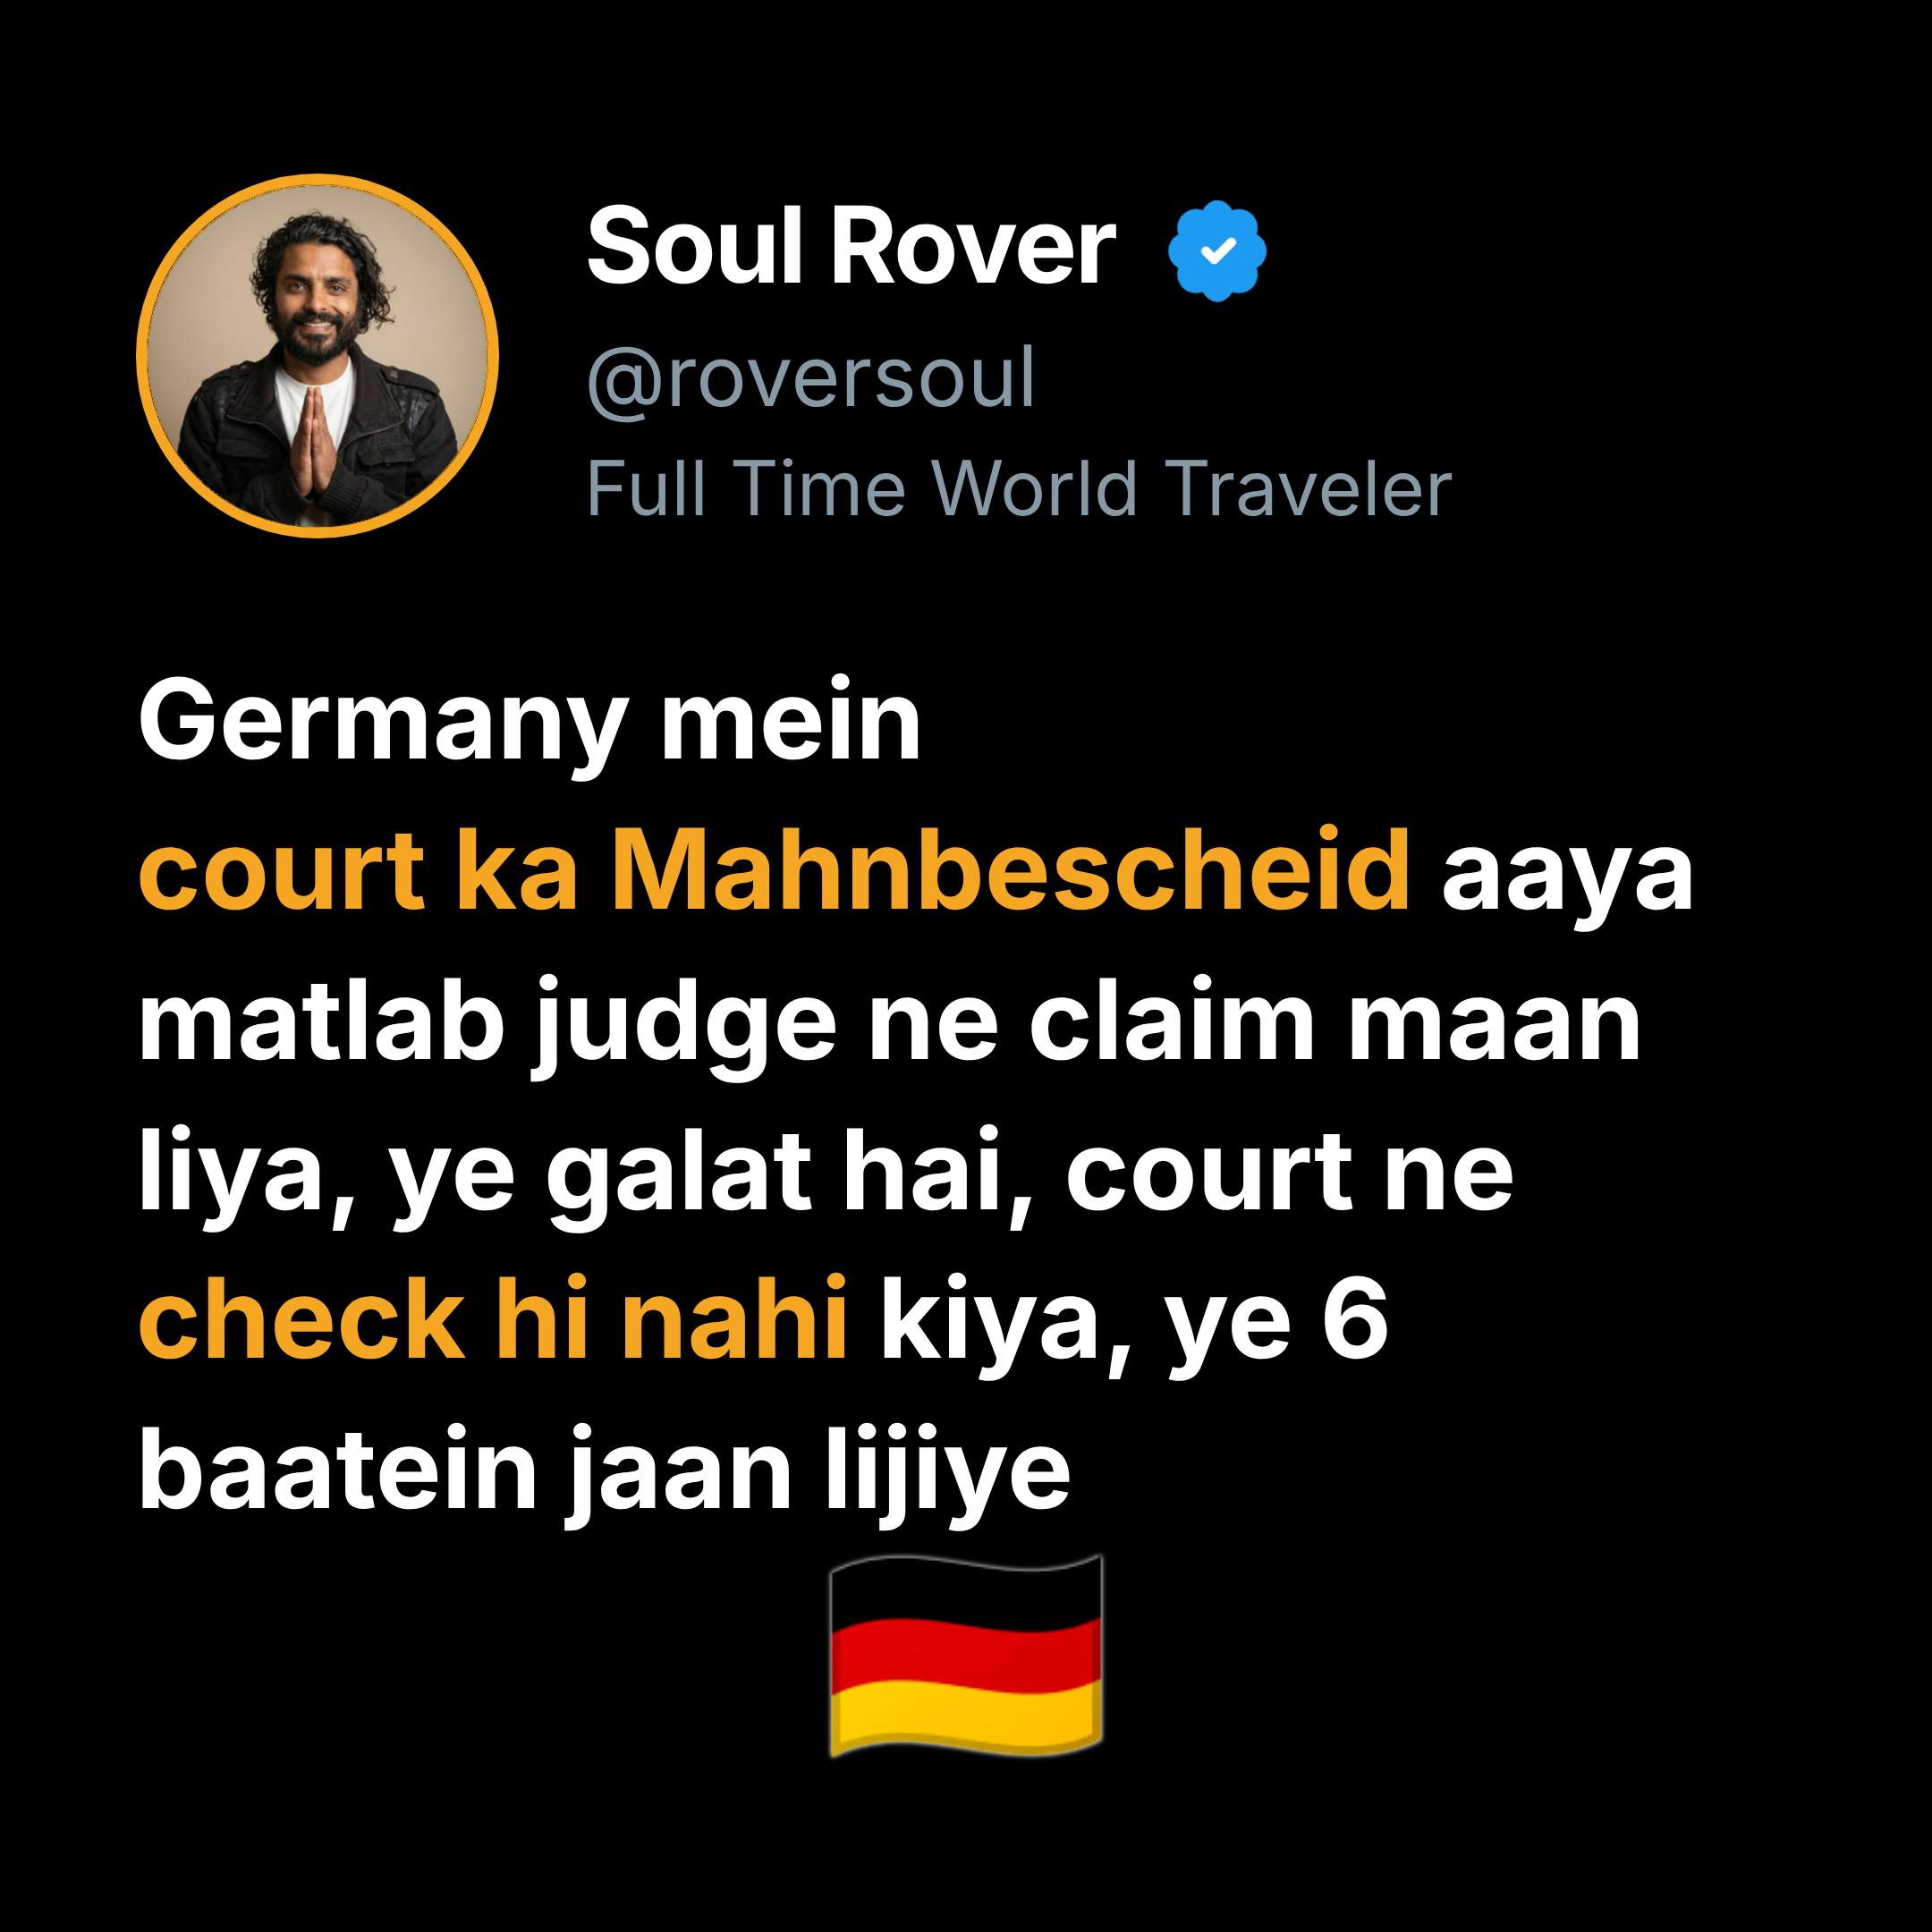 Soul Rover
@roversoul
Full Time World Traveler
Germany mein
court ka Mahnbescheid aaya
matlab judge ne claim maan
liya, ye galat hai, court ne
check hi nahi kiya, ye 6
baatein jaan lijiye